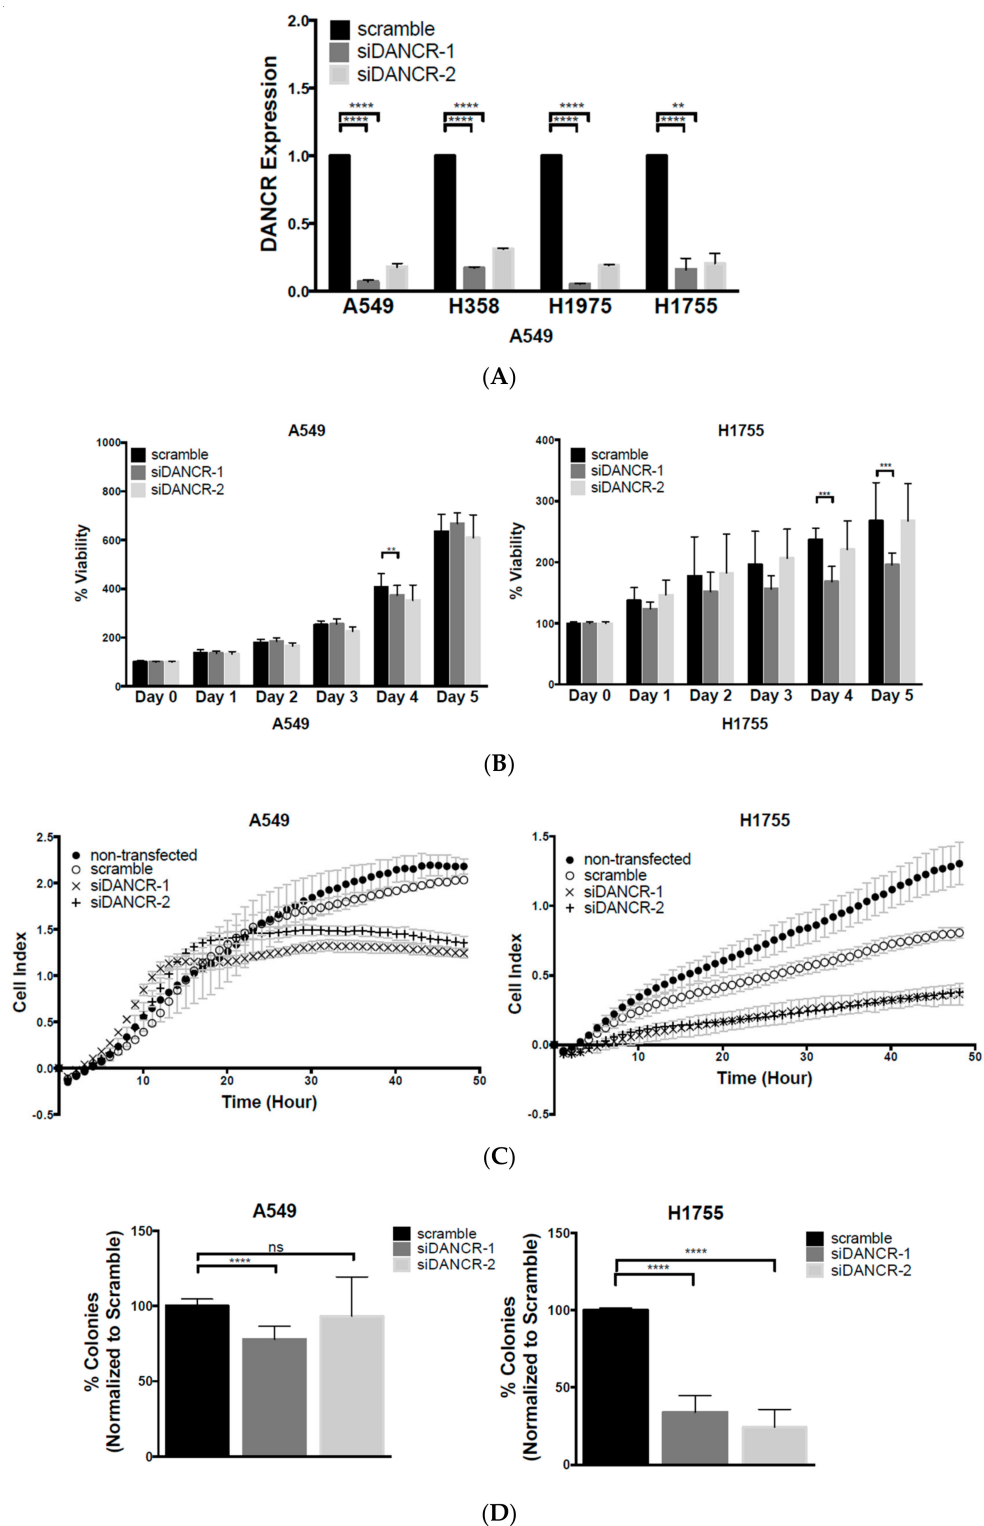 2.0
scramble
siDANCR-1
siDANCR-2
1.5
1.0
0.5
0.0
DANCR Expression
**** **** **** **
**** **** **** ****
A549 H358 H1975 H1755
A549
(A)
A549
1000
800
600
400
200
0
% Viability
scramble
siDANCR-1
siDANCR-2
**
Day 0 Day 1 Day 2 Day 3 Day 4 Day 5
A549
H1755
400
300
200
100
0
% Viability
scramble
siDANCR-1
siDANCR-2
***
***
Day 0 Day 1 Day 2 Day 3 Day 4 Day 5
H1755
(B)
A549
2.5
2.0
1.5
1.0
0.5
0.0
-0.5
Cell Index
non-transfected
scramble
siDANCR-1
siDANCR-2
10 20 30 40 50
Time (Hour)
H1755
1.5
1.0
0.5
0.0
-0.5
Cell Index
non-transfected
scramble
siDANCR-1
siDANCR-2
10 20 30 40 50
Time (Hour)
(C)
A549
150
100
50
0
% Colonies
(Normalized to Scramble)
scramble
siDANCR-1
siDANCR-2
ns
****
H1755
150
100
50
0
% Colonies
(Normalized to Scramble)
scramble
siDANCR-1
siDANCR-2
****
****
(D)